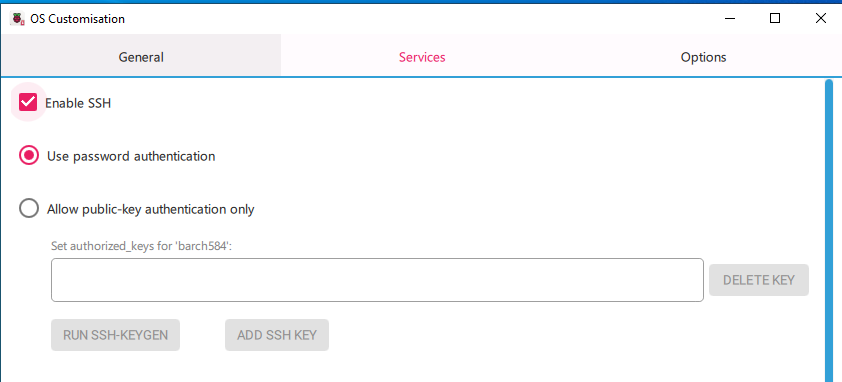 OS Customisation
General Services Options
Enable SSH
Use password authentication
Allow public-key authentication only
Set authorized_keys for 'barch584':
DELETE KEY
RUN SSH-KEYGEN ADD SSH KEY